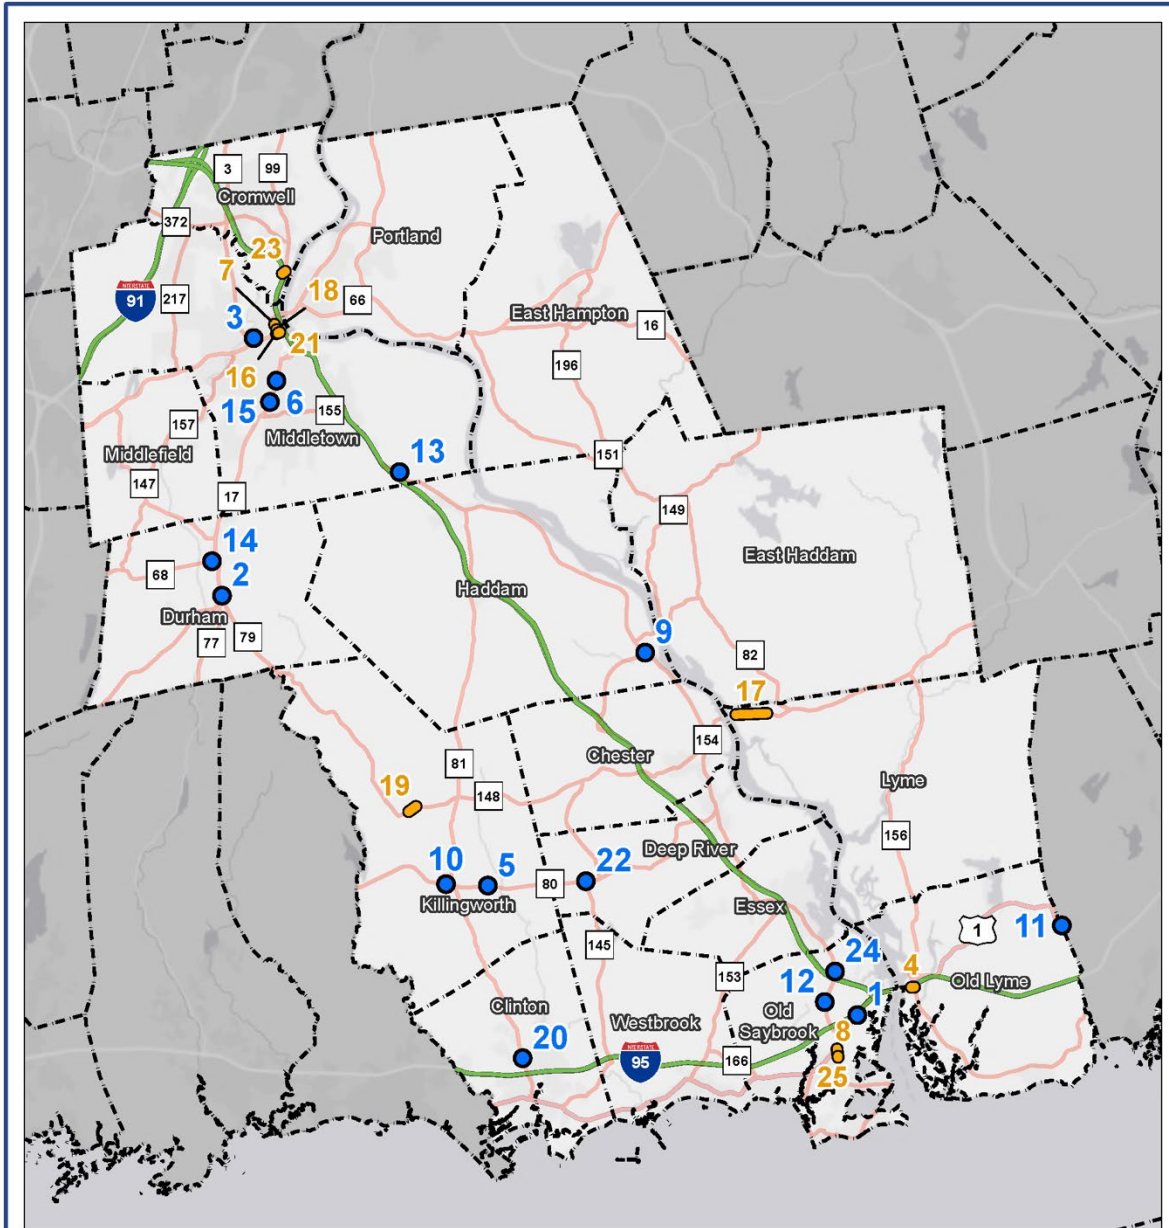 3
99
Cromwell
372
Portland
23
7
18
INTERSTATE
91
217
66
3
21
East Hampton
16
196
16
15
6
155
157
Middletown
Middlefield
13
151
147
17
149
14
East Haddam
68
2
Haddam
Durham
77
79
9
82
17
154
Chester
81
Lyme
19
148
156
Deep River
10
5
80
22
Killingworth
Essex
1
11
145
24
4
153
12
1
Old Lyme
Clinton
Old
Saybrook
Westbrook
8
20
INTERSTATE
95
166
25